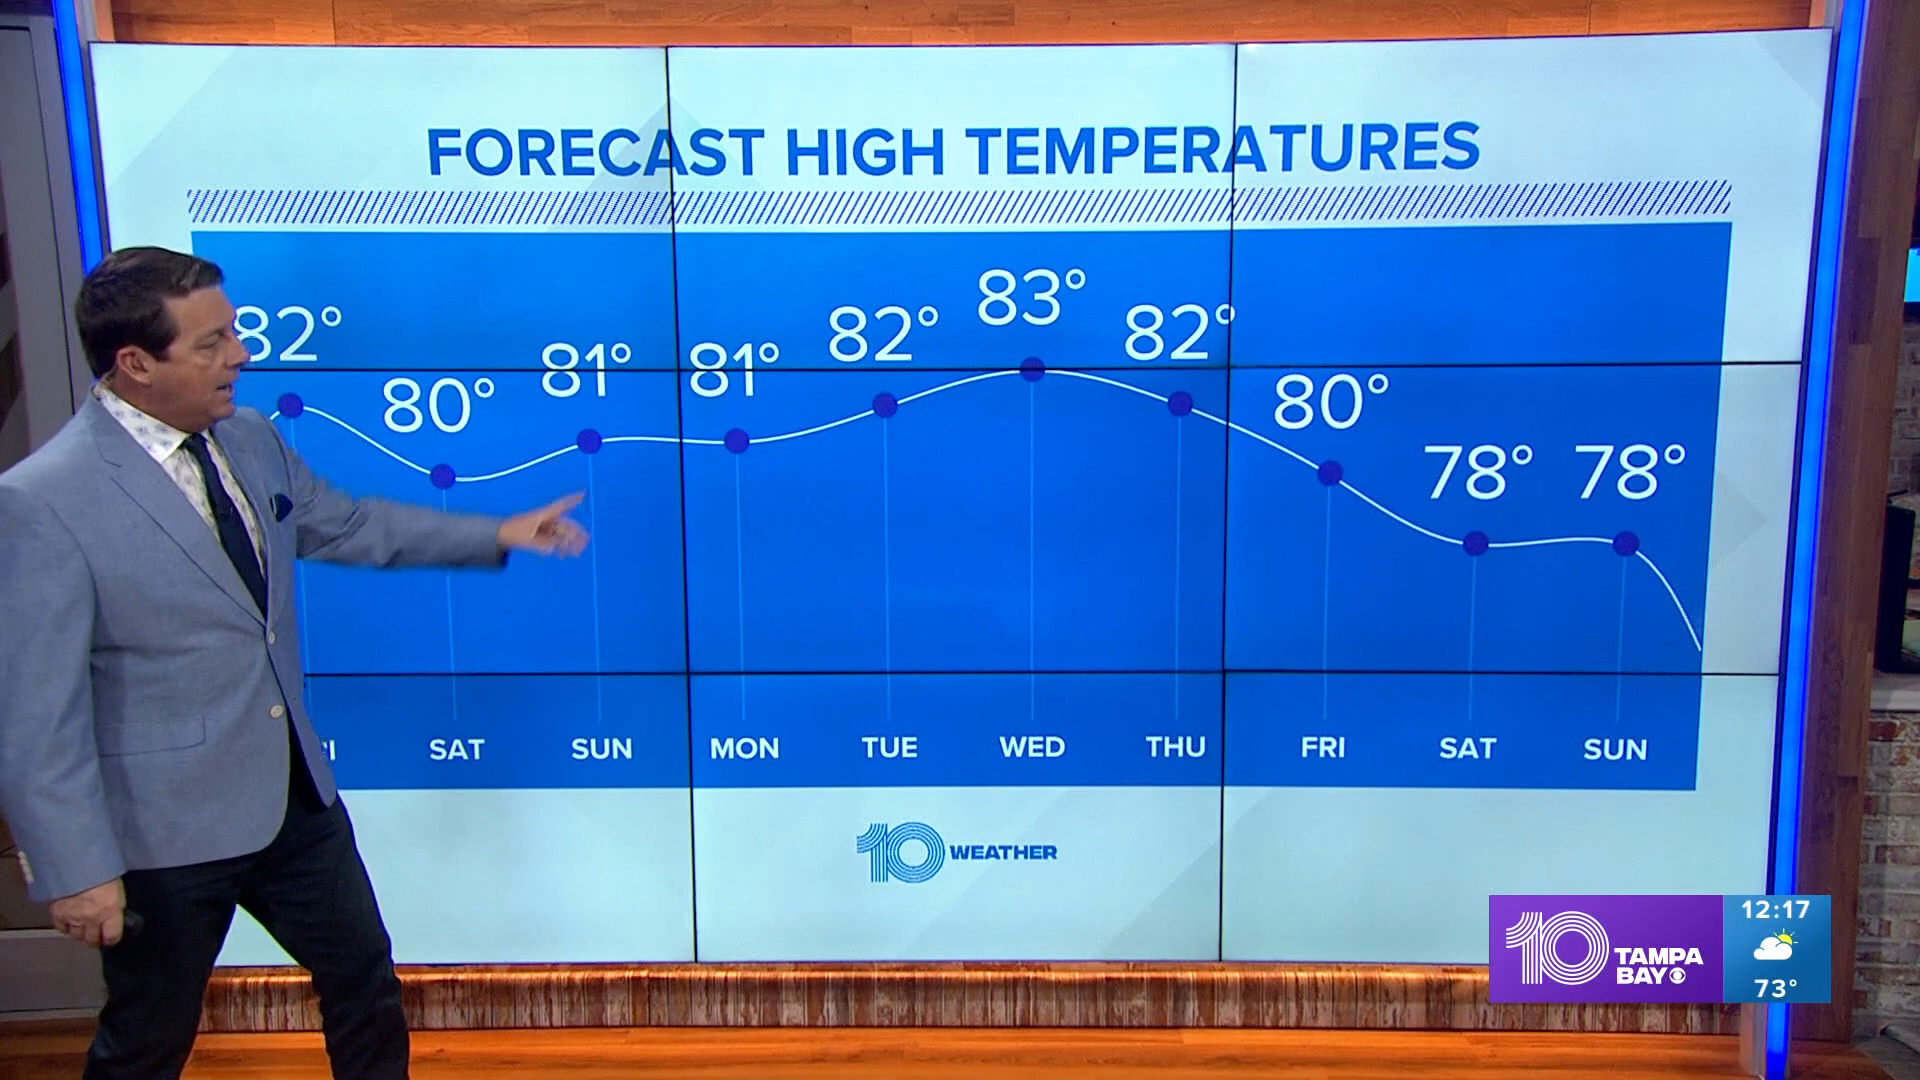 FORECAST HIGH TEMPERATURES
82° 80° 81° 81° 82° 83° 82° 80° 78° 78°
SAT SUN MON TUE WED THU FRI SAT SUN
10 WEATHER
10 TAMPA BAY
12:17
73°